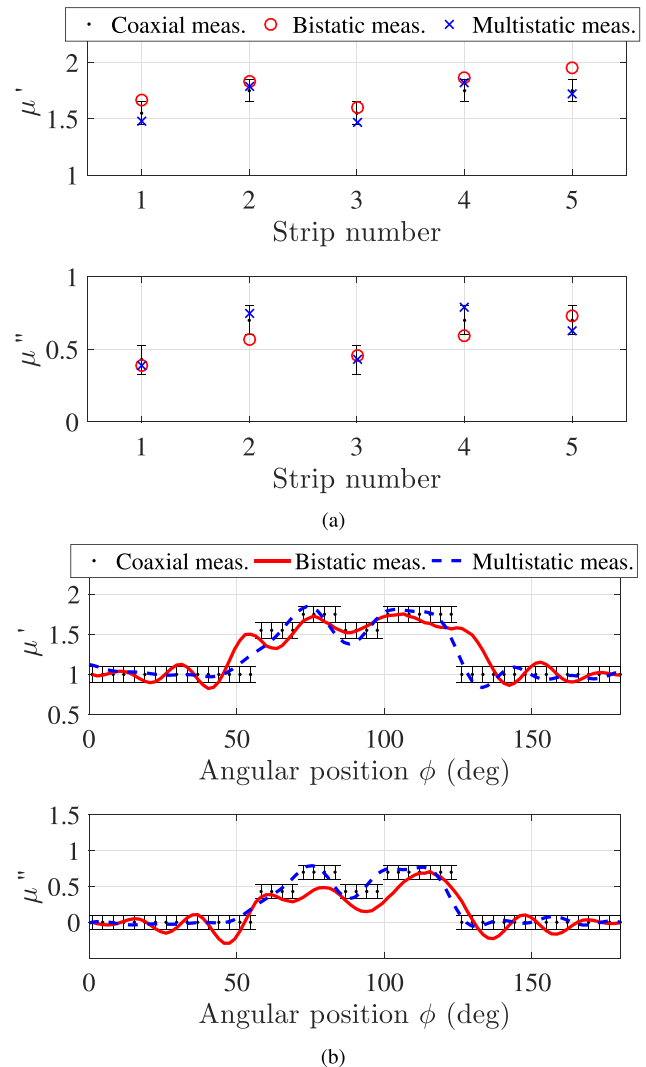 Coaxial meas. Bistatic meas. Multistatic meas.
2
1.5
1
μ'
1 2 3 4 5
Strip number
1
0.5
0
μ"
1 2 3 4 5
Strip number
(a)
Coaxial meas. Bistatic meas. Multistatic meas.
2
1.5
1
0.5
μ'
0 50 100 150
Angular position ϕ (deg)
1.5
1
0.5
0
μ"
0 50 100 150
Angular position ϕ (deg)
(b)